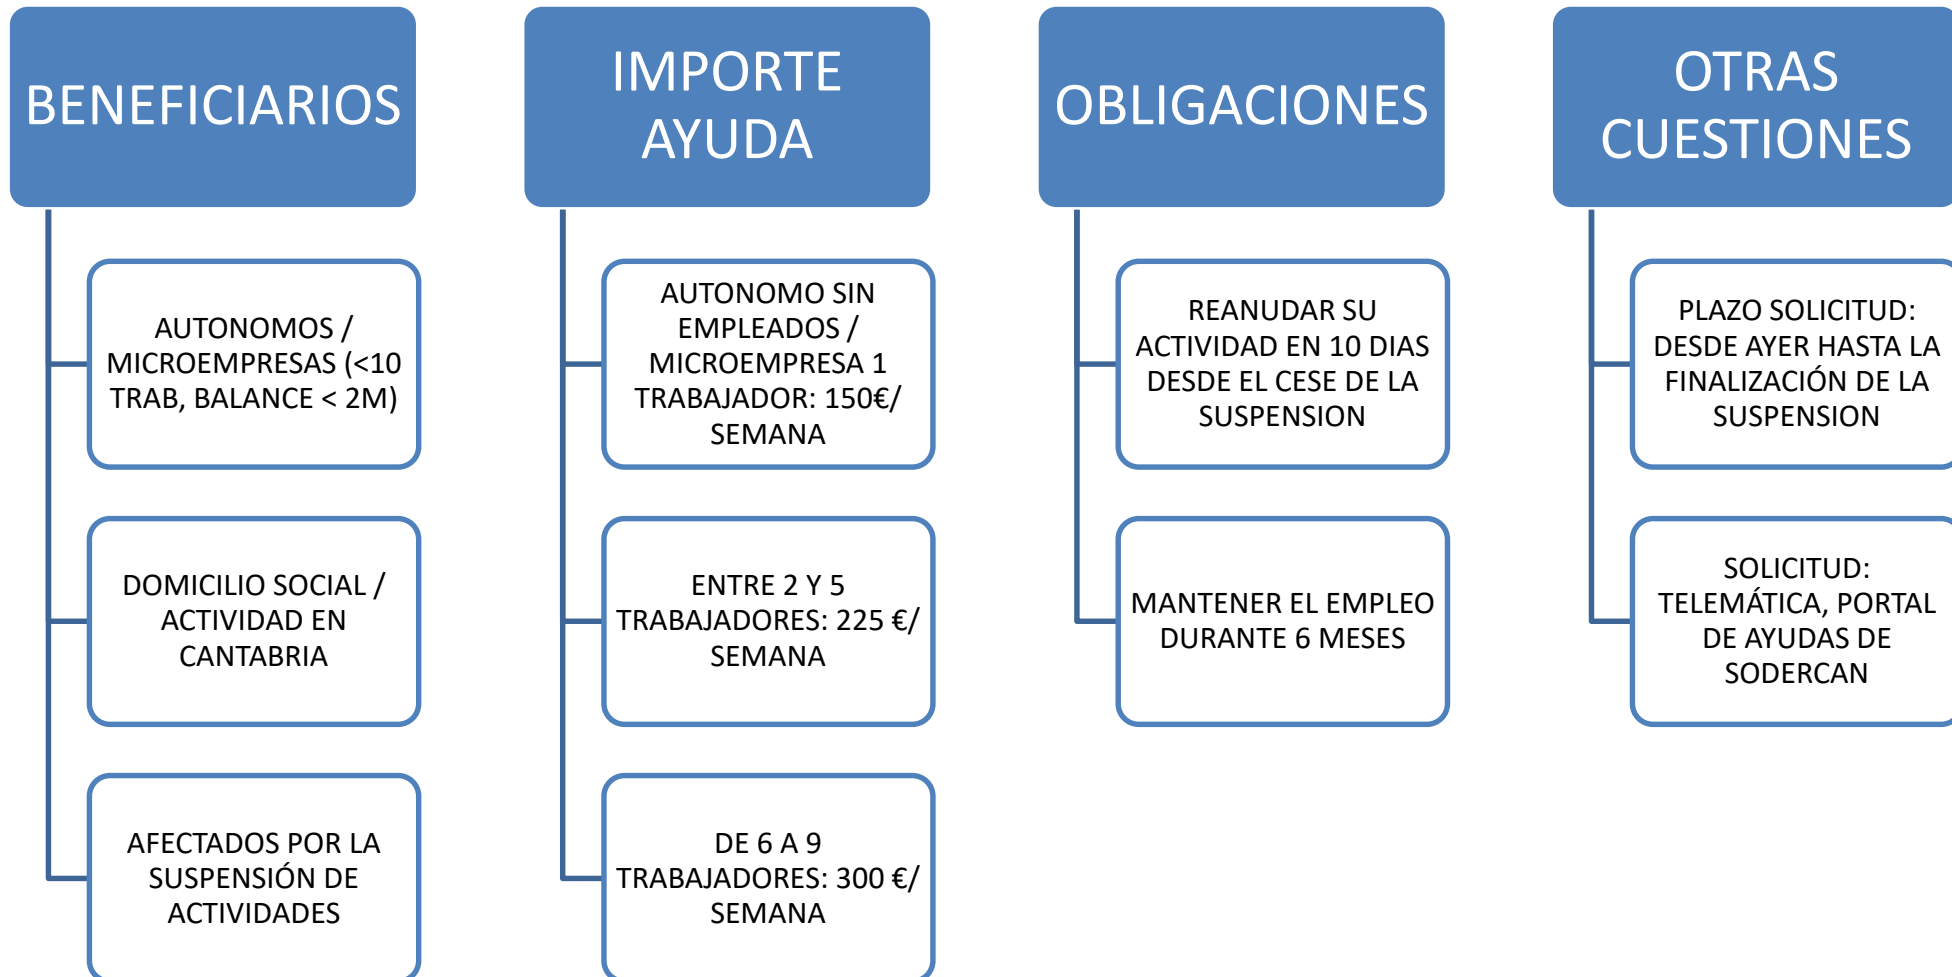 BENEFICIARIOS
AUTONOMOS /
MICROEMPRESAS (<10
TRAB, BALANCE < 2M)
DOMICILIO SOCIAL /
ACTIVIDAD EN
CANTABRIA
AFECTADOS POR LA
SUSPENSIÓN DE
ACTIVIDADES
IMPORTE
AYUDA
AUTONOMO SIN
EMPLEADOS /
MICROEMPRESA 1
TRABAJADOR: 150€/
SEMANA
ENTRE 2 Y 5
TRABAJADORES: 225 €/
SEMANA
DE 6 A 9
TRABAJADORES: 300 €/
SEMANA
OBLIGACIONES
REANUDAR SU
ACTIVIDAD EN 10 DIAS
DESDE EL CESE DE LA
SUSPENSION
MANTENER EL EMPLEO
DURANTE 6 MESES
OTRAS
CUESTIONES
PLAZO SOLICITUD:
DESDE AYER HASTA LA
FINALIZACIÓN DE LA
SUSPENSION
SOLICITUD:
TELEMÁTICA, PORTAL
DE AYUDAS DE
SODERCAN